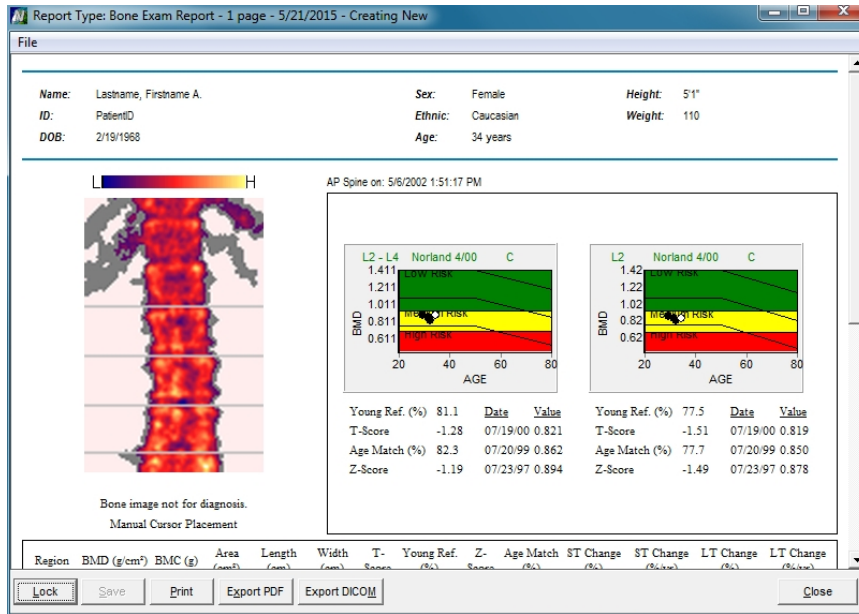 Report Type: Bone Exam Report - 1 page - 5/21/2015 - Creating New
File
Name: Lastname, Firstname A. Sex: Female Height: 5'1"
ID: PatientID Ethnic: Caucasian Weight: 110
DOB: 2/19/1968 Age: 34 years
L H
AP Spine on: 5/6/2002 1:51:17 PM
L2 - L4 Norland 4/00 C
1.411
1.211
1.011
0.811
0.611
BMD
Low Risk
Medium Risk
High Risk
20 40 60 80
AGE
L2 Norland 4/00 C
1.42
1.22
1.02
0.82
0.62
BMD
Low Risk
Medium Risk
High Risk
20 40 60 80
AGE
Young Ref. (%) 81.1 Date Value
T-Score -1.28 07/19/00 0.821
Age Match (%) 82.3 07/20/99 0.862
Z-Score -1.19 07/23/97 0.894
Young Ref. (%) 77.5 Date Value
T-Score -1.51 07/19/00 0.819
Age Match (%) 77.7 07/20/99 0.850
Z-Score -1.49 07/23/97 0.878
Bone image not for diagnosis.
Manual Cursor Placement
Region BMD (g/cm²) BMC (g) Area Length Width T- Young Ref. Z- Age Match ST Change ST Change LT Change LT Change
(cm²) (cm) (cm) Score (%) Score (%) (%) (%/yr) (%) (%/yr)
Lock Save Print Export PDF Export DICOM Close